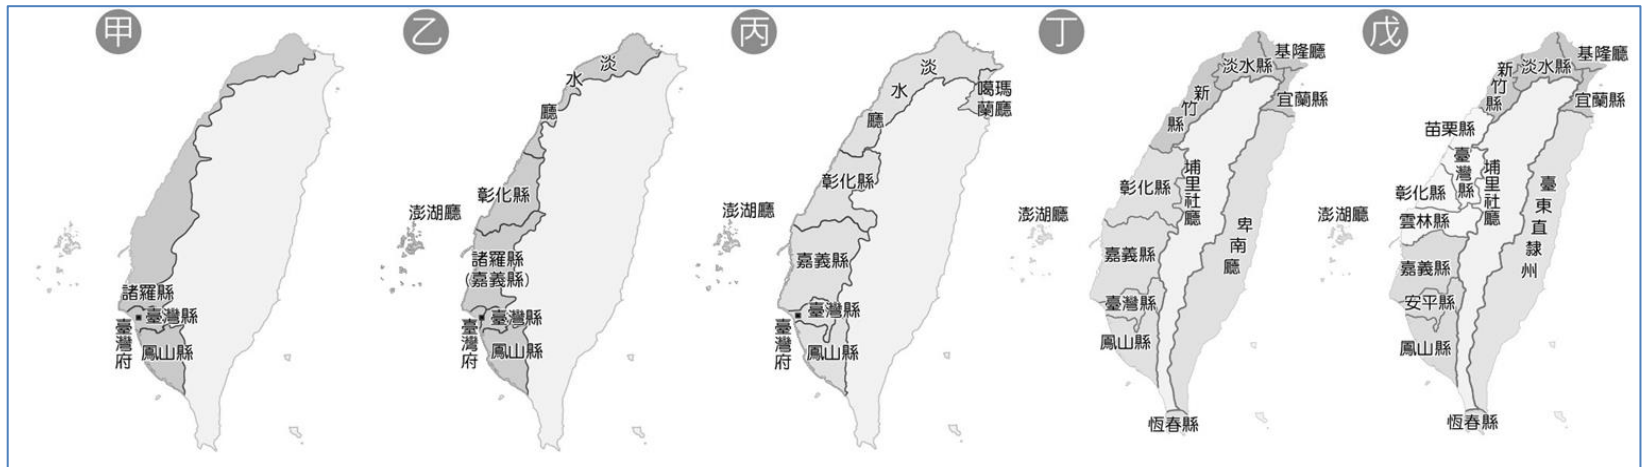 甲
諸羅縣
臺灣縣
臺灣府
鳳山縣
乙
淡水廳
彰化縣
澎湖廳
諸羅縣
(嘉義縣)
臺灣縣
臺灣府
鳳山縣
丙
淡水廳
噶瑪
蘭廳
彰化縣
澎湖廳
嘉義縣
臺灣縣
臺灣府
鳳山縣
丁
基隆廳
淡水縣
新竹縣
宜蘭縣
埔里社廳
彰化縣
澎湖廳
卑南廳
嘉義縣
臺灣縣
鳳山縣
恆春縣
戊
基隆廳
淡水縣
新竹縣
宜蘭縣
苗栗縣
臺灣縣
埔里社廳
彰化縣
臺東直隸州
澎湖廳
雲林縣
嘉義縣
安平縣
鳳山縣
恆春縣